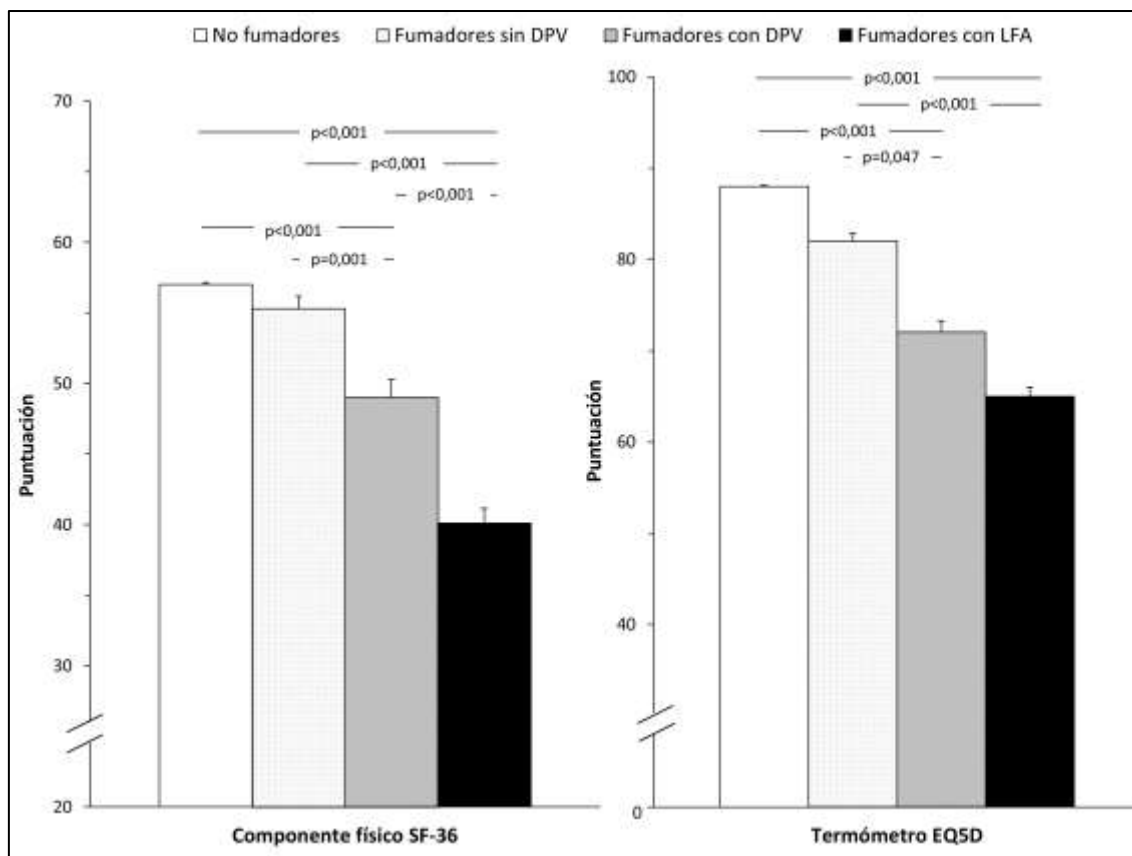 No fumadores Fumadores sin DPV Fumadores con DPV Fumadores con LFA
70
p<0,001
p<0,001
p<0,001
60
p<0,001
p=0,001
50
40
30
20
Puntuación
Componente físico SF-36
100
p<0,001
p<0,001
p<0,001
p=0,047
80
60
40
0
Puntuación
Termómetro EQ5D